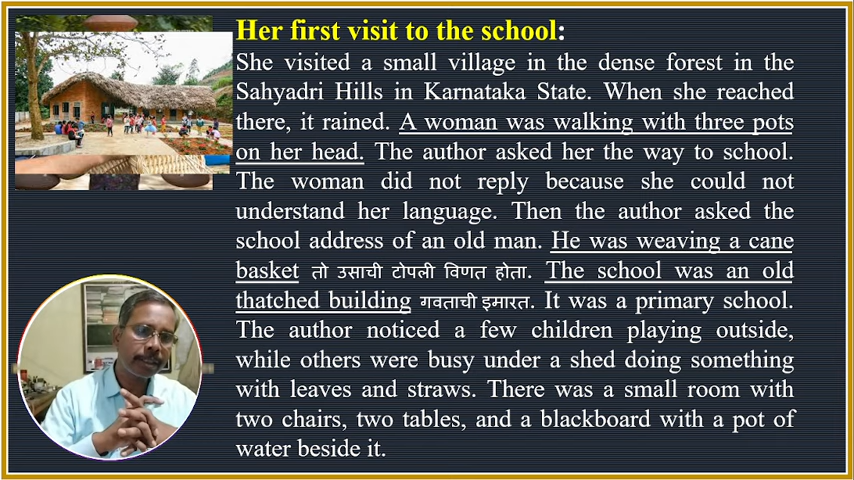 Her first visit to the school:
She visited a small village in the dense forest in the
Sahyadri Hills in Karnataka State. When she reached
there, it rained. A woman was walking with three pots
on her head. The author asked her the way to school.
The woman did not reply because she could not
understand her language. Then the author asked the
school address of an old man. He was weaving a cane
basket तो उसाची टोपली विणत होता. The school was an old
thatched building गवताची इमारत. It was a primary school.
The author noticed a few children playing outside,
while others were busy under a shed doing something
with leaves and straws. There was a small room with
two chairs, two tables, and a blackboard with a pot of
water beside it.